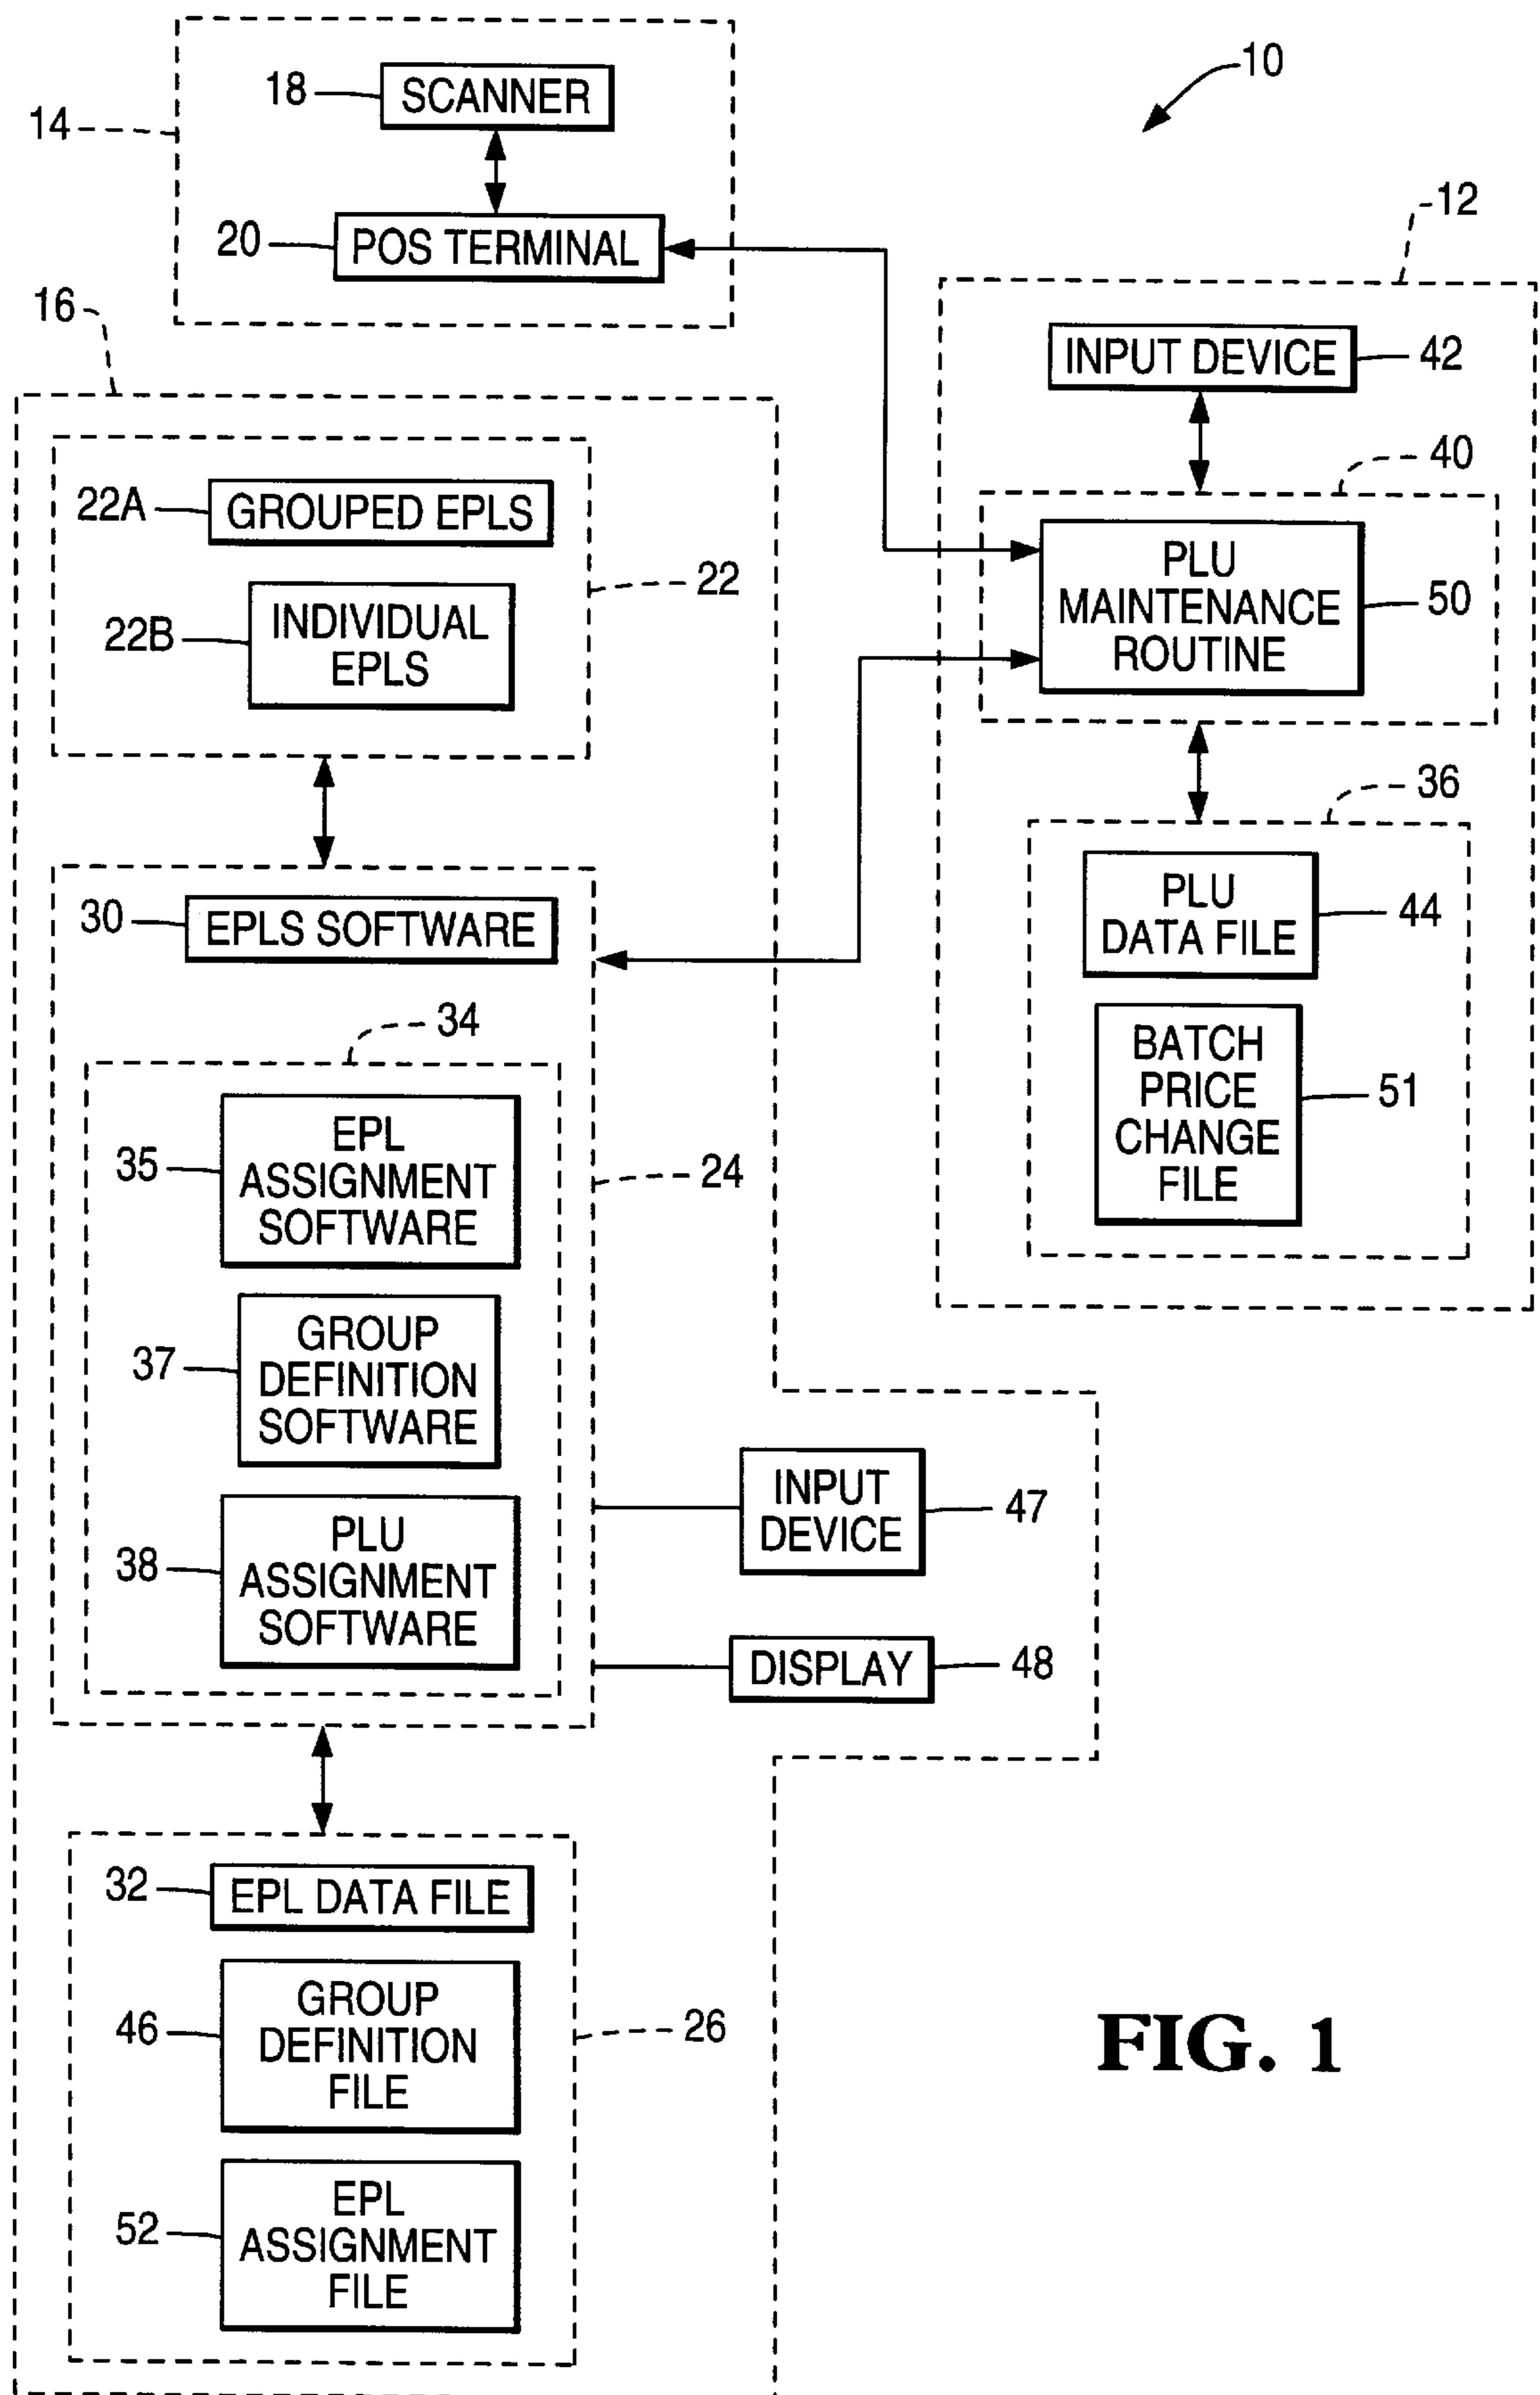 10
14
18
SCANNER
20
POS TERMINAL
12
INPUT DEVICE
42
40
PLU
MAINTENANCE
ROUTINE
50
36
PLU
DATA FILE
44
BATCH
PRICE
CHANGE
FILE
51
16
22A
GROUPED EPLS
22B
INDIVIDUAL
EPLS
22
30
EPLS SOFTWARE
34
35
EPL
ASSIGNMENT
SOFTWARE
24
37
GROUP
DEFINITION
SOFTWARE
38
PLU
ASSIGNMENT
SOFTWARE
INPUT
DEVICE
47
DISPLAY
48
32
EPL DATA FILE
46
GROUP
DEFINITION
FILE
26
52
EPL
ASSIGNMENT
FILE
FIG. 1